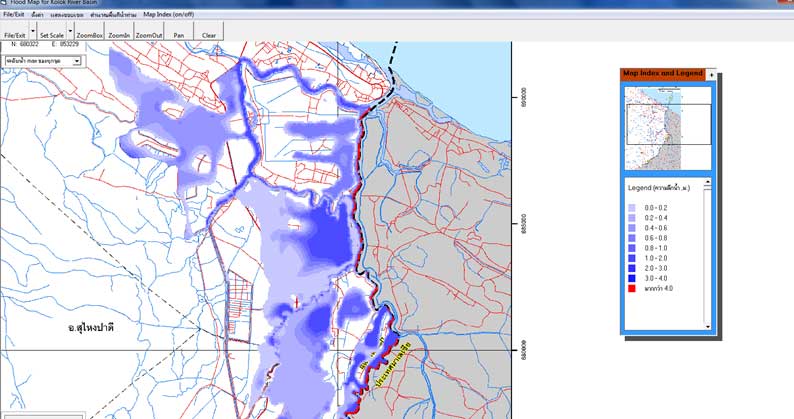 Flood Map for Kolok River Basin
File/Exit ตั้งค่า แสดงขอบเขต คำนวณพื้นที่น้ำท่วม Map Index (on/off)
File/Exit Set Scale ZoomBox ZoomIn ZoomOut Pan Clear
N: 680322 E: 853229
Map Index and Legend
Legend (ความลึกน้ำ,ม.)
0.0 - 0.2
0.2 - 0.4
0.4 - 0.6
0.6 - 0.8
0.8 - 1.0
1.0 - 2.0
2.0 - 3.0
3.0 - 4.0
มากกว่า 4.0
690000
685000
680000
อ.สุไหงปาดี
ประเทศมาเลเซีย